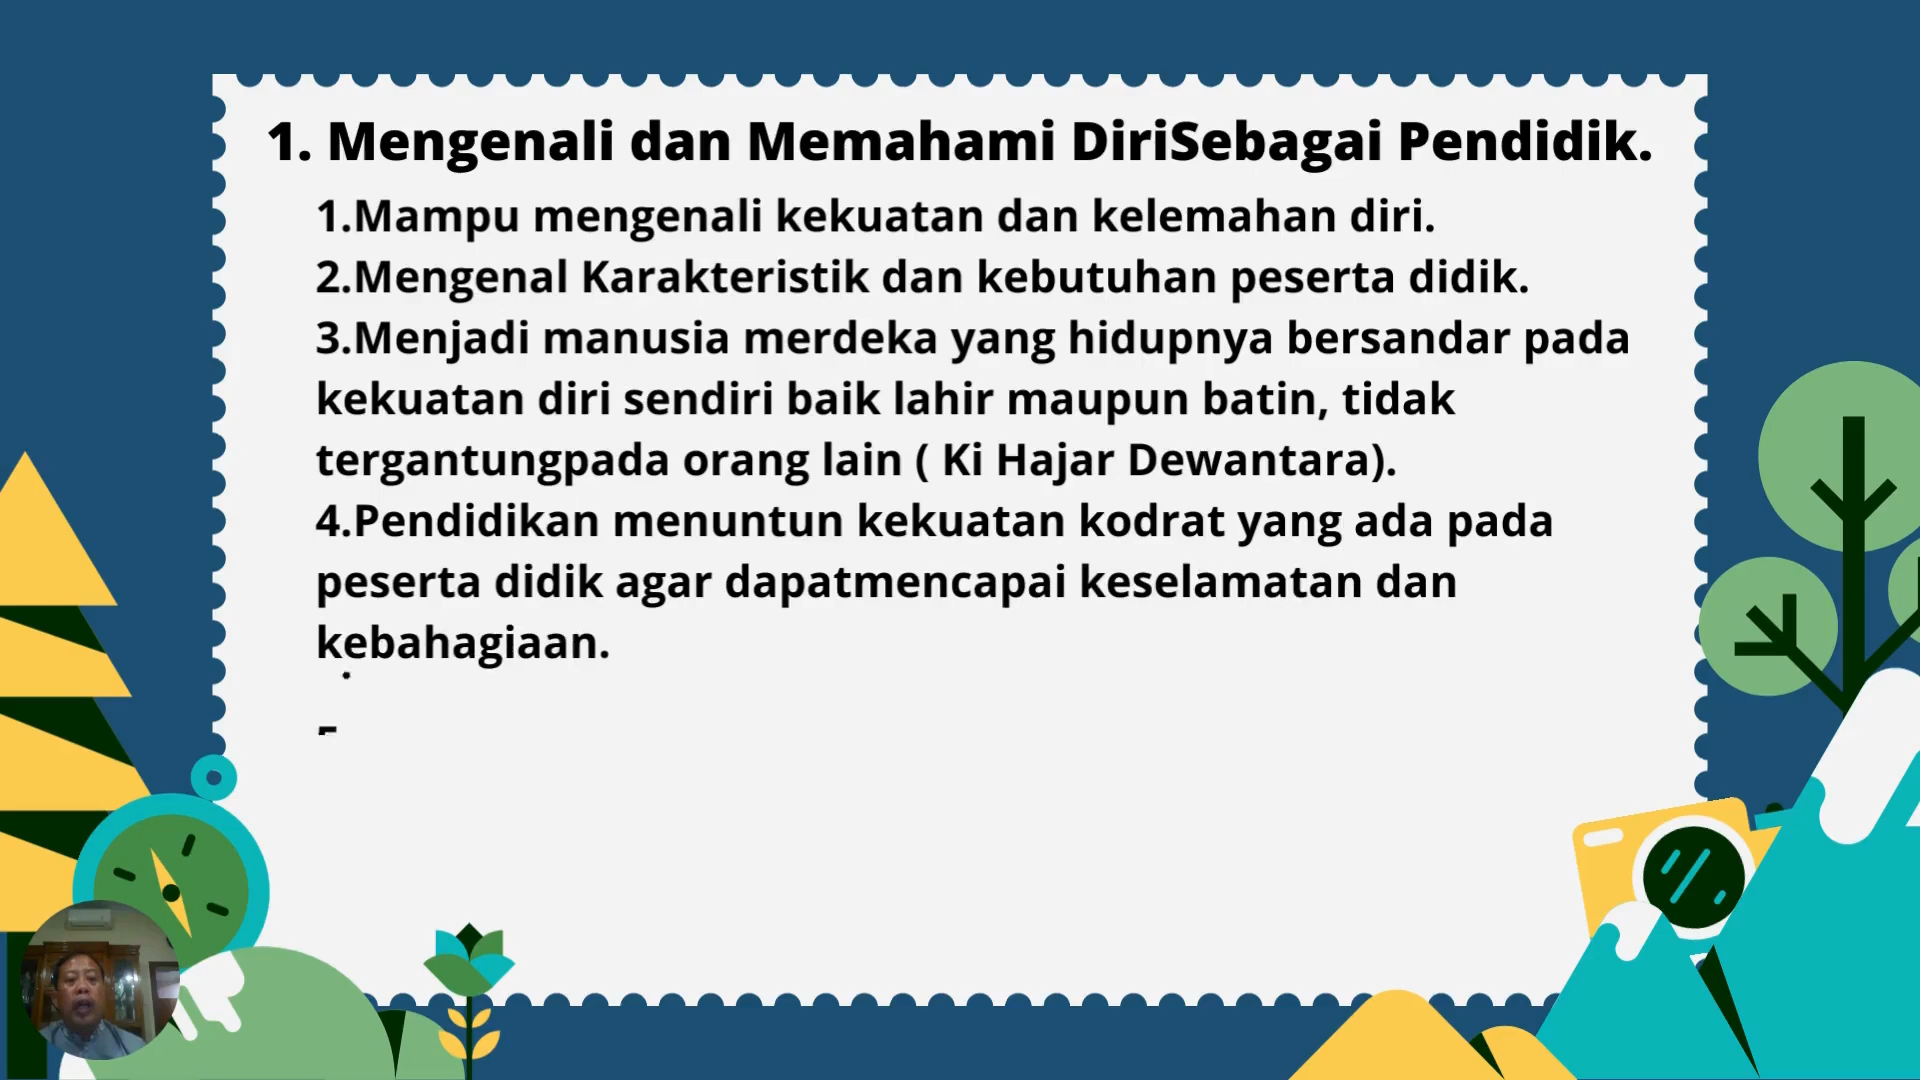 1. Mengenali dan Memahami DiriSebagai Pendidik.
1.Mampu mengenali kekuatan dan kelemahan diri.
2.Mengenal Karakteristik dan kebutuhan peserta didik.
3.Menjadi manusia merdeka yang hidupnya bersandar pada
kekuatan diri sendiri baik lahir maupun batin, tidak
tergantungpada orang lain ( Ki Hajar Dewantara).
4.Pendidikan menuntun kekuatan kodrat yang ada pada
peserta didik agar dapatmencapai keselamatan dan
kebahagiaan.